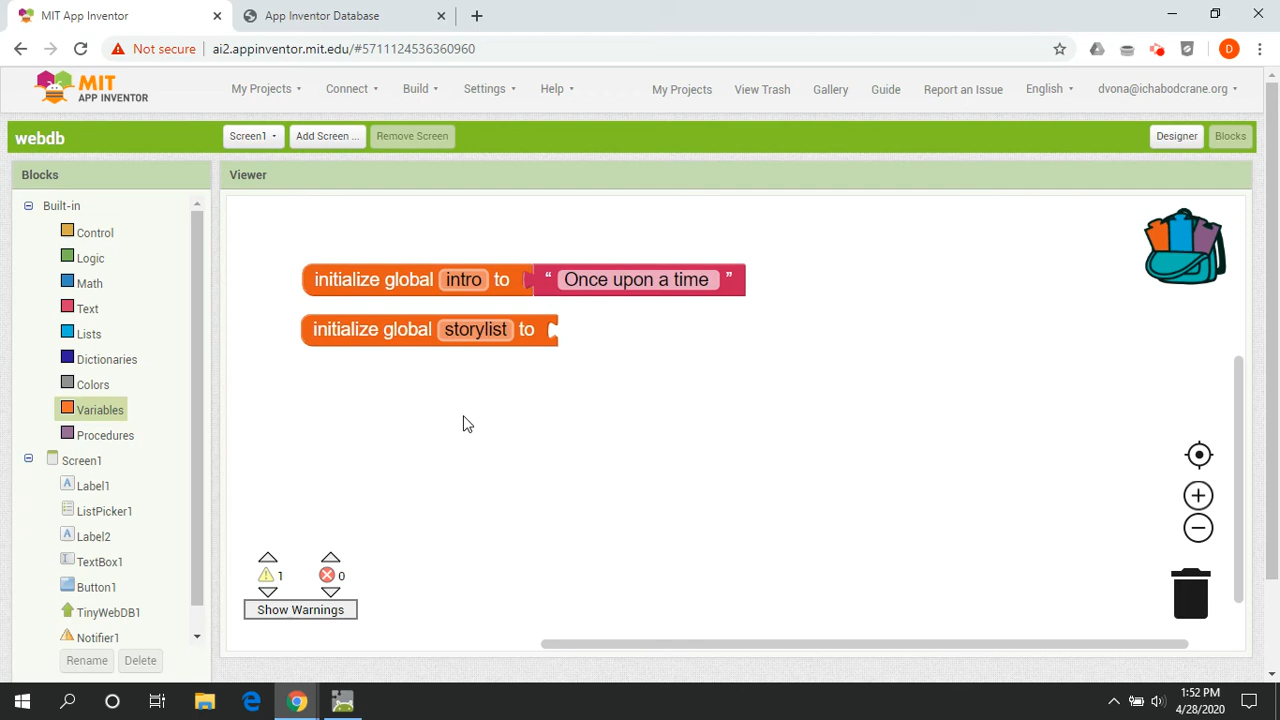 MIT App Inventor
App Inventor Database
Not secure
ai2.appinventor.mit.edu/#5711124536360960
D
MIT
APP INVENTOR
My Projects
Connect
Build
Settings
Help
My Projects
View Trash
Gallery
Guide
Report an Issue
English
dvona@ichabodcrane.org
webdb
Screen1
Add Screen ...
Remove Screen
Designer
Blocks
Blocks
Viewer
Built-in
Control
Logic
Math
Text
Lists
Dictionaries
Colors
Variables
Procedures
Screen1
Label1
ListPicker1
Label2
TextBox1
Button1
TinyWebDB1
Notifier1
Rename
Delete
initialize global intro to “ Once upon a time ”
initialize global storylist to
1
0
Show Warnings
1:52 PM
4/28/2020